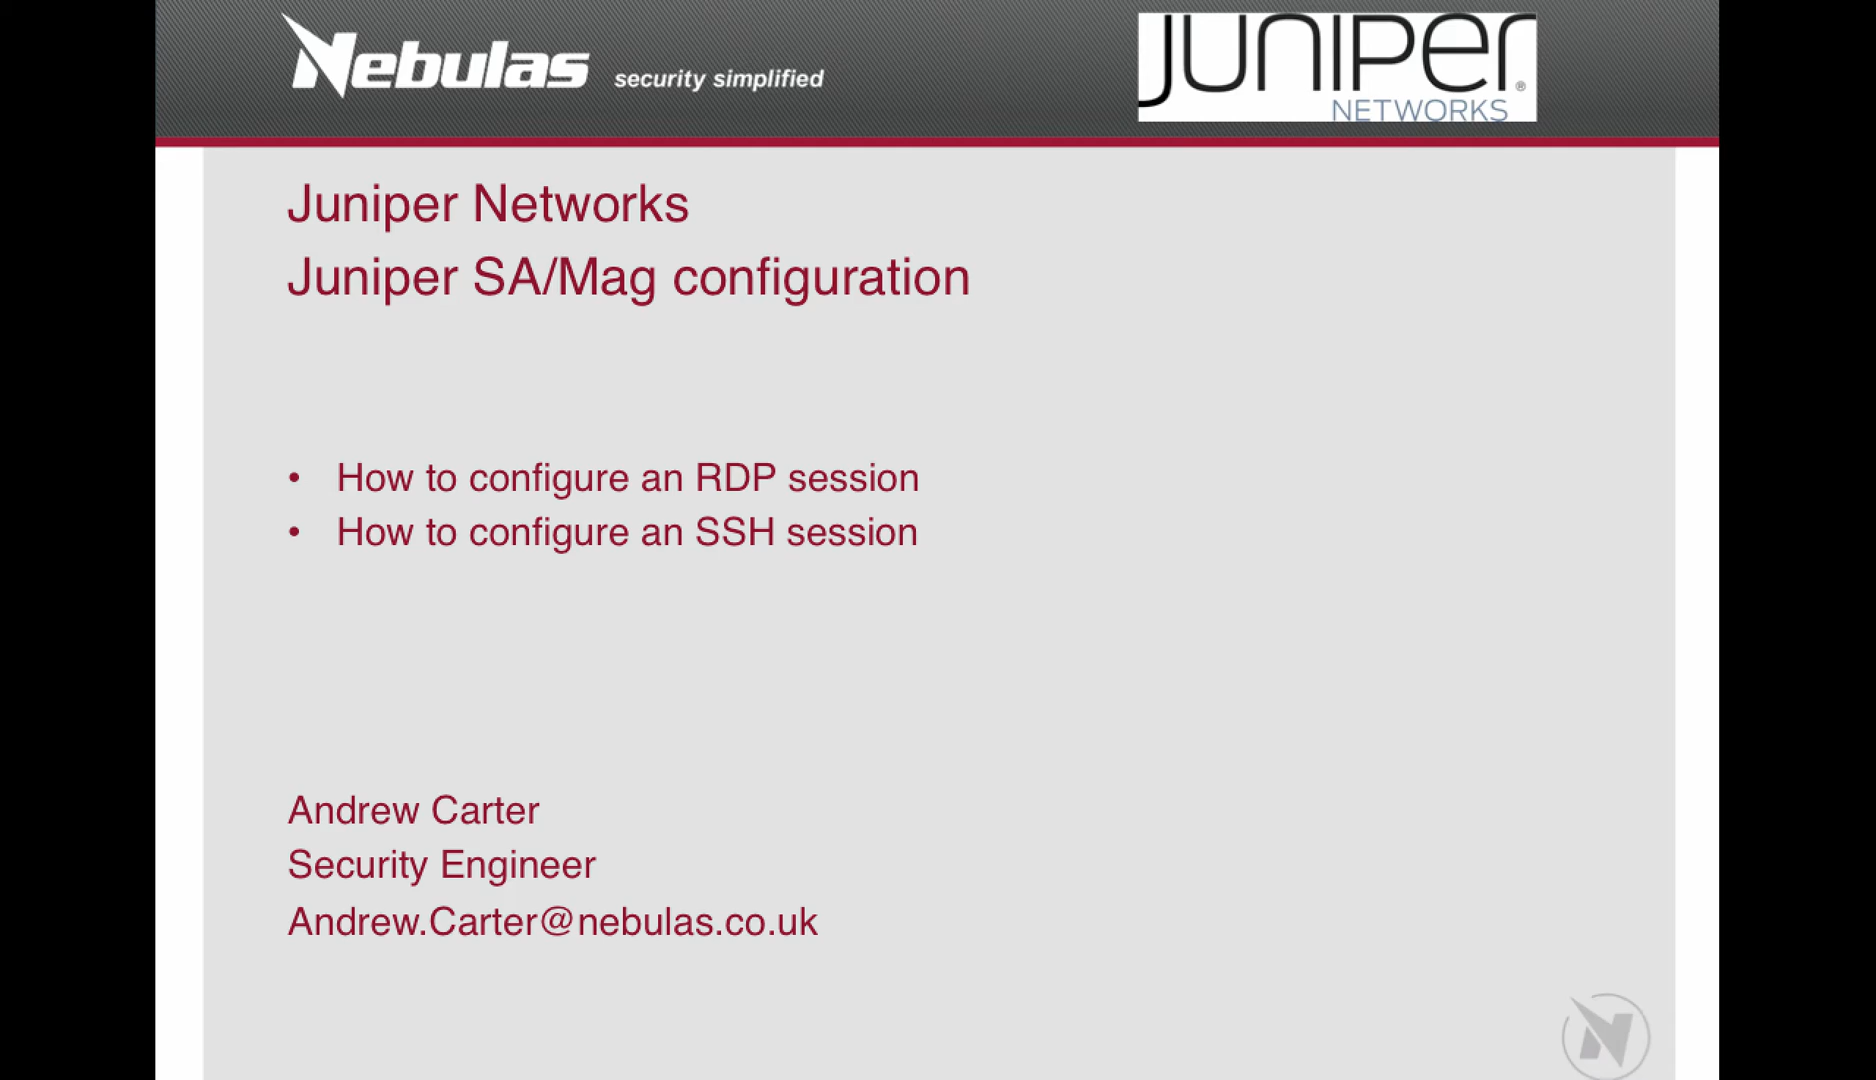 Nebulas security simplified
JUNIPER®
NETWORKS
Juniper Networks
Juniper SA/Mag configuration
• How to configure an RDP session
• How to configure an SSH session
Andrew Carter
Security Engineer
Andrew.Carter@nebulas.co.uk
N